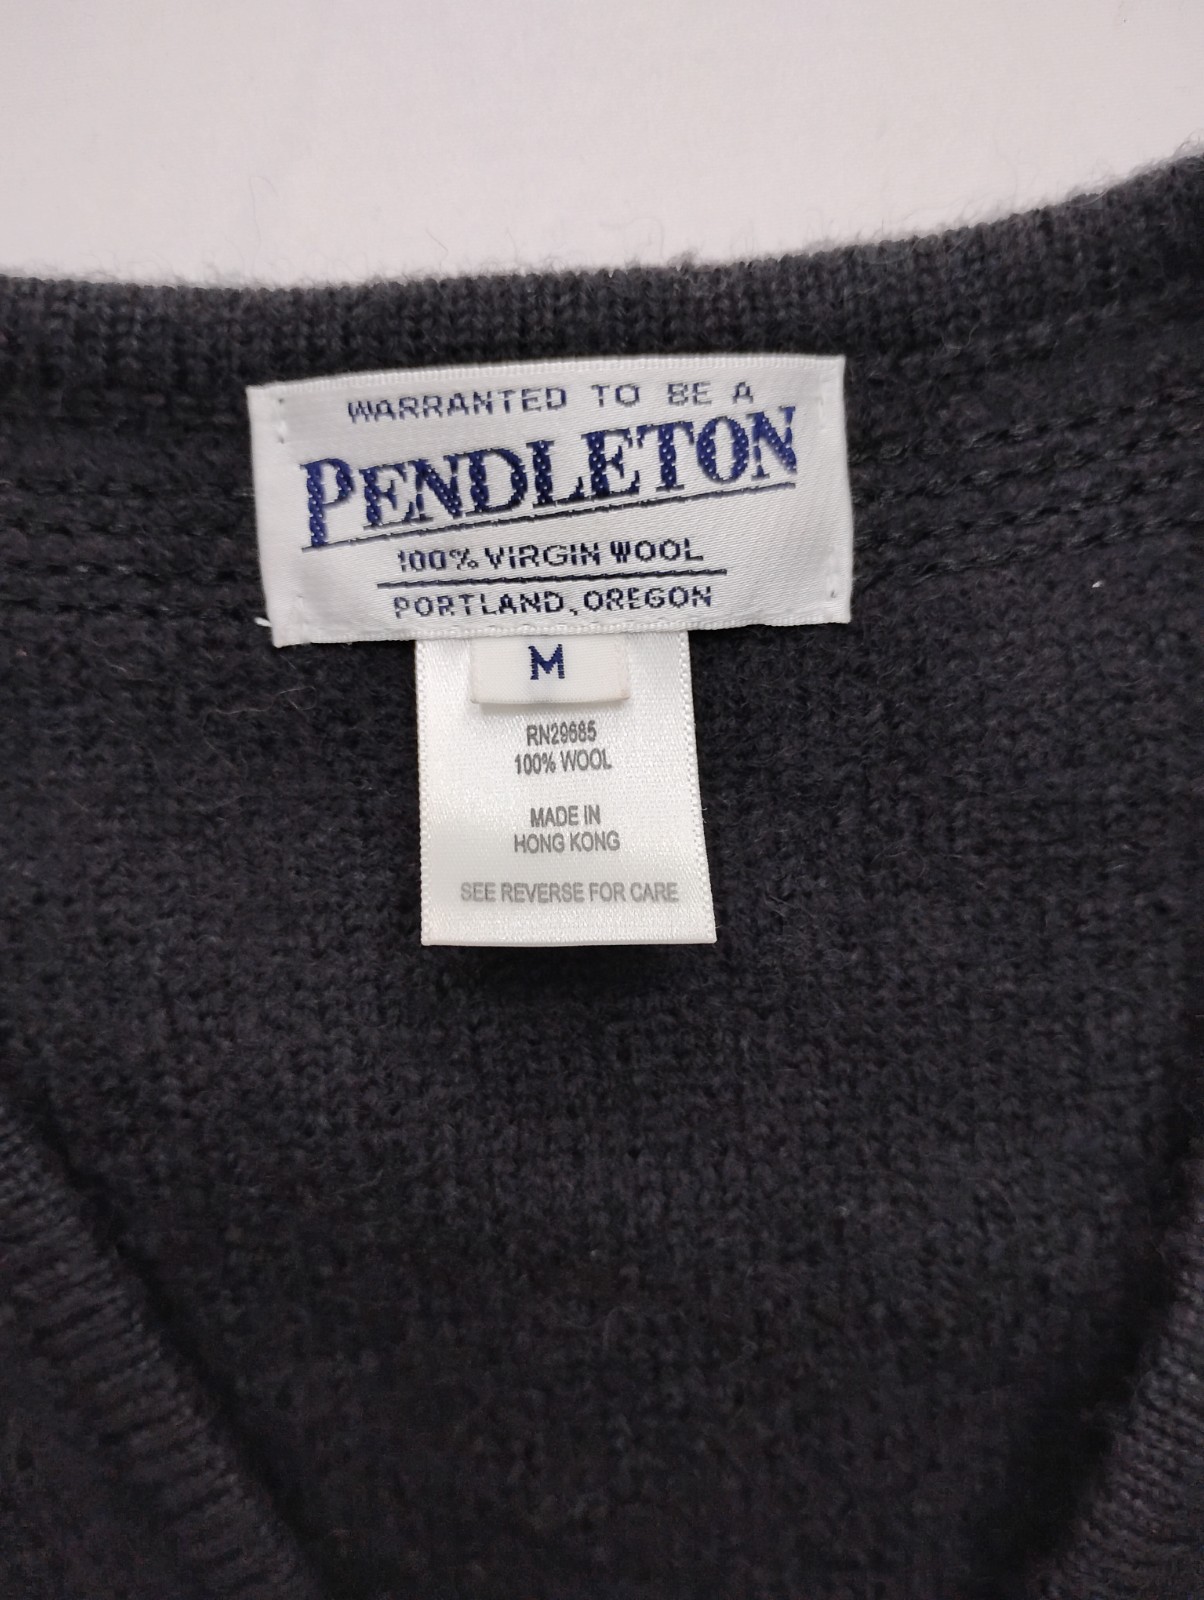 WARRANTED TO BE A
PENDLETON
100% VIRGIN WOOL
PORTLAND, OREGON
M
RN29685
100% WOOL
MADE IN
HONG KONG
SEE REVERSE FOR CARE